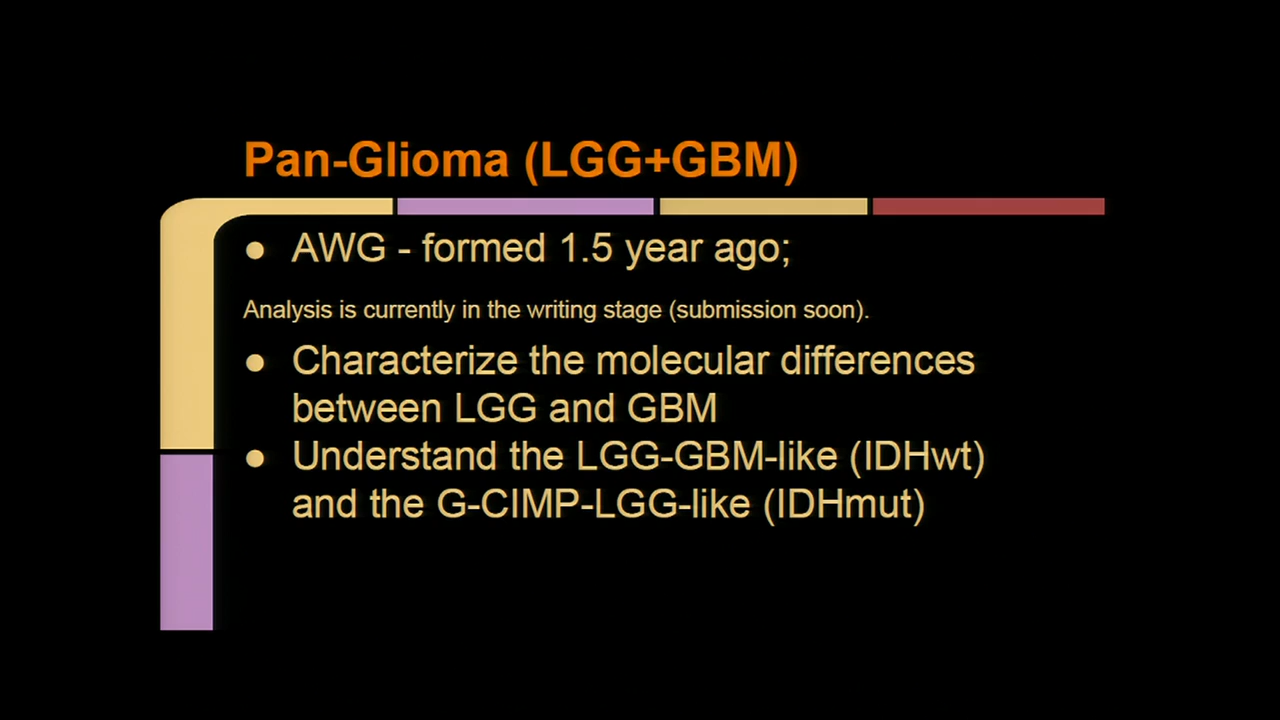 Pan-Glioma (LGG+GBM)
● AWG - formed 1.5 year ago;
Analysis is currently in the writing stage (submission soon).
● Characterize the molecular differences
between LGG and GBM
● Understand the LGG-GBM-like (IDHwt)
and the G-CIMP-LGG-like (IDHmut)